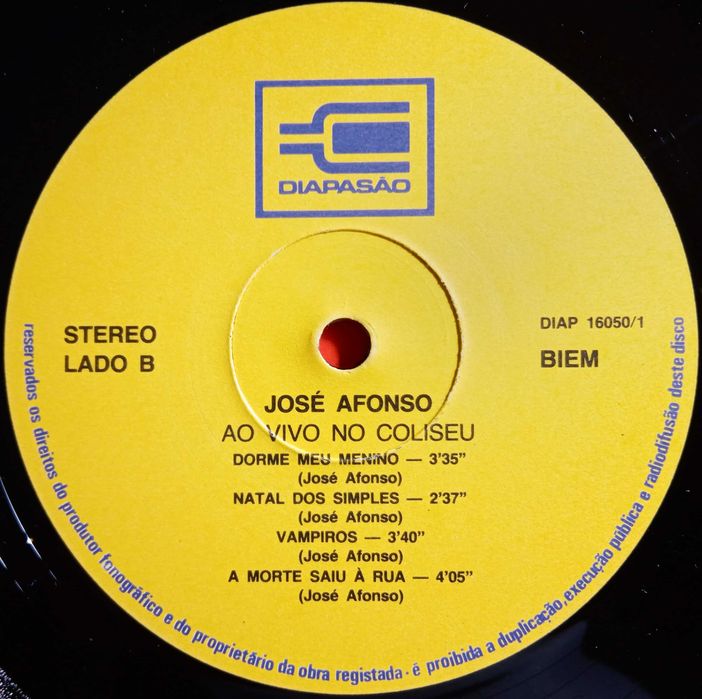 DIAPASÃO
STEREO
LADO B
DIAP 16050/1
BIEM
JOSÉ AFONSO
AO VIVO NO COLISEU
DORME MEU MENINO — 3'35"
(José Afonso)
NATAL DOS SIMPLES — 2'37"
(José Afonso)
VAMPIROS — 3'40"
(José Afonso)
A MORTE SAIU À RUA — 4'05"
(José Afonso)
reservados os direitos do produtor fonográfico e do proprietário da obra registada · é proibida a duplicação, execução pública e radiodifusão deste disco